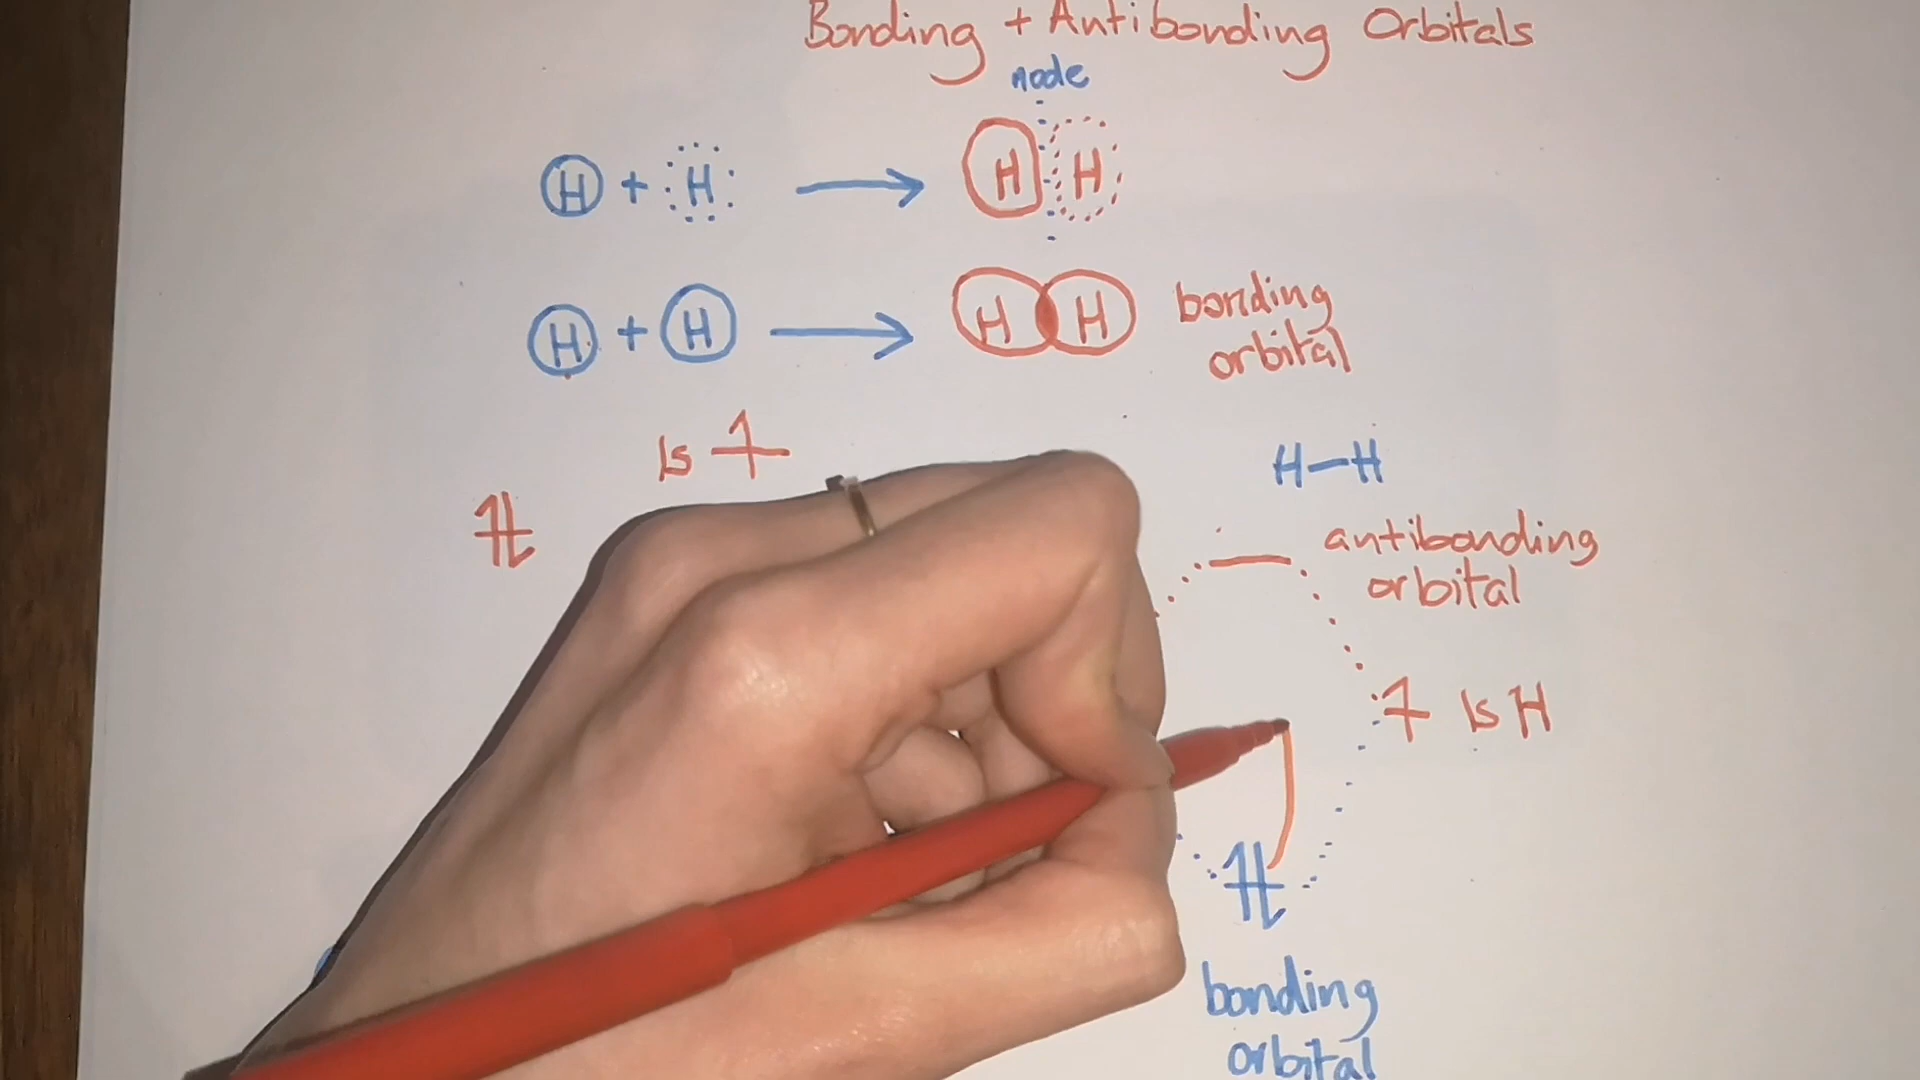 Bonding + Antibonding Orbitals
node
H + H → H H
H + H → H H bonding
orbital
1s
H–H
antibonding
orbital
1s H
bonding
orbital